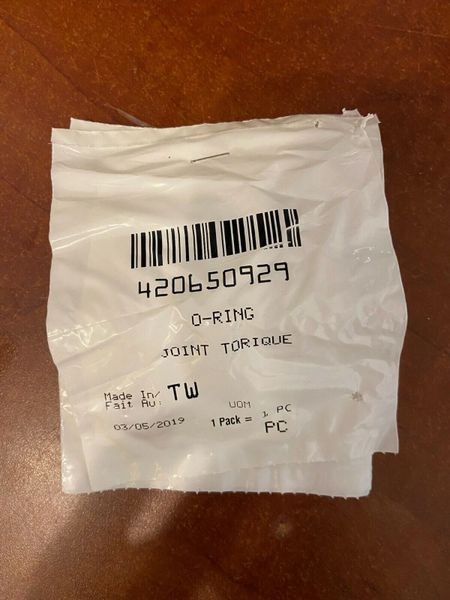 420650929
O-RING
JOINT TORIQUE
Made In/ TW
Fait Au:
UOM
03/05/2019 1 Pack = 1 PC
PC